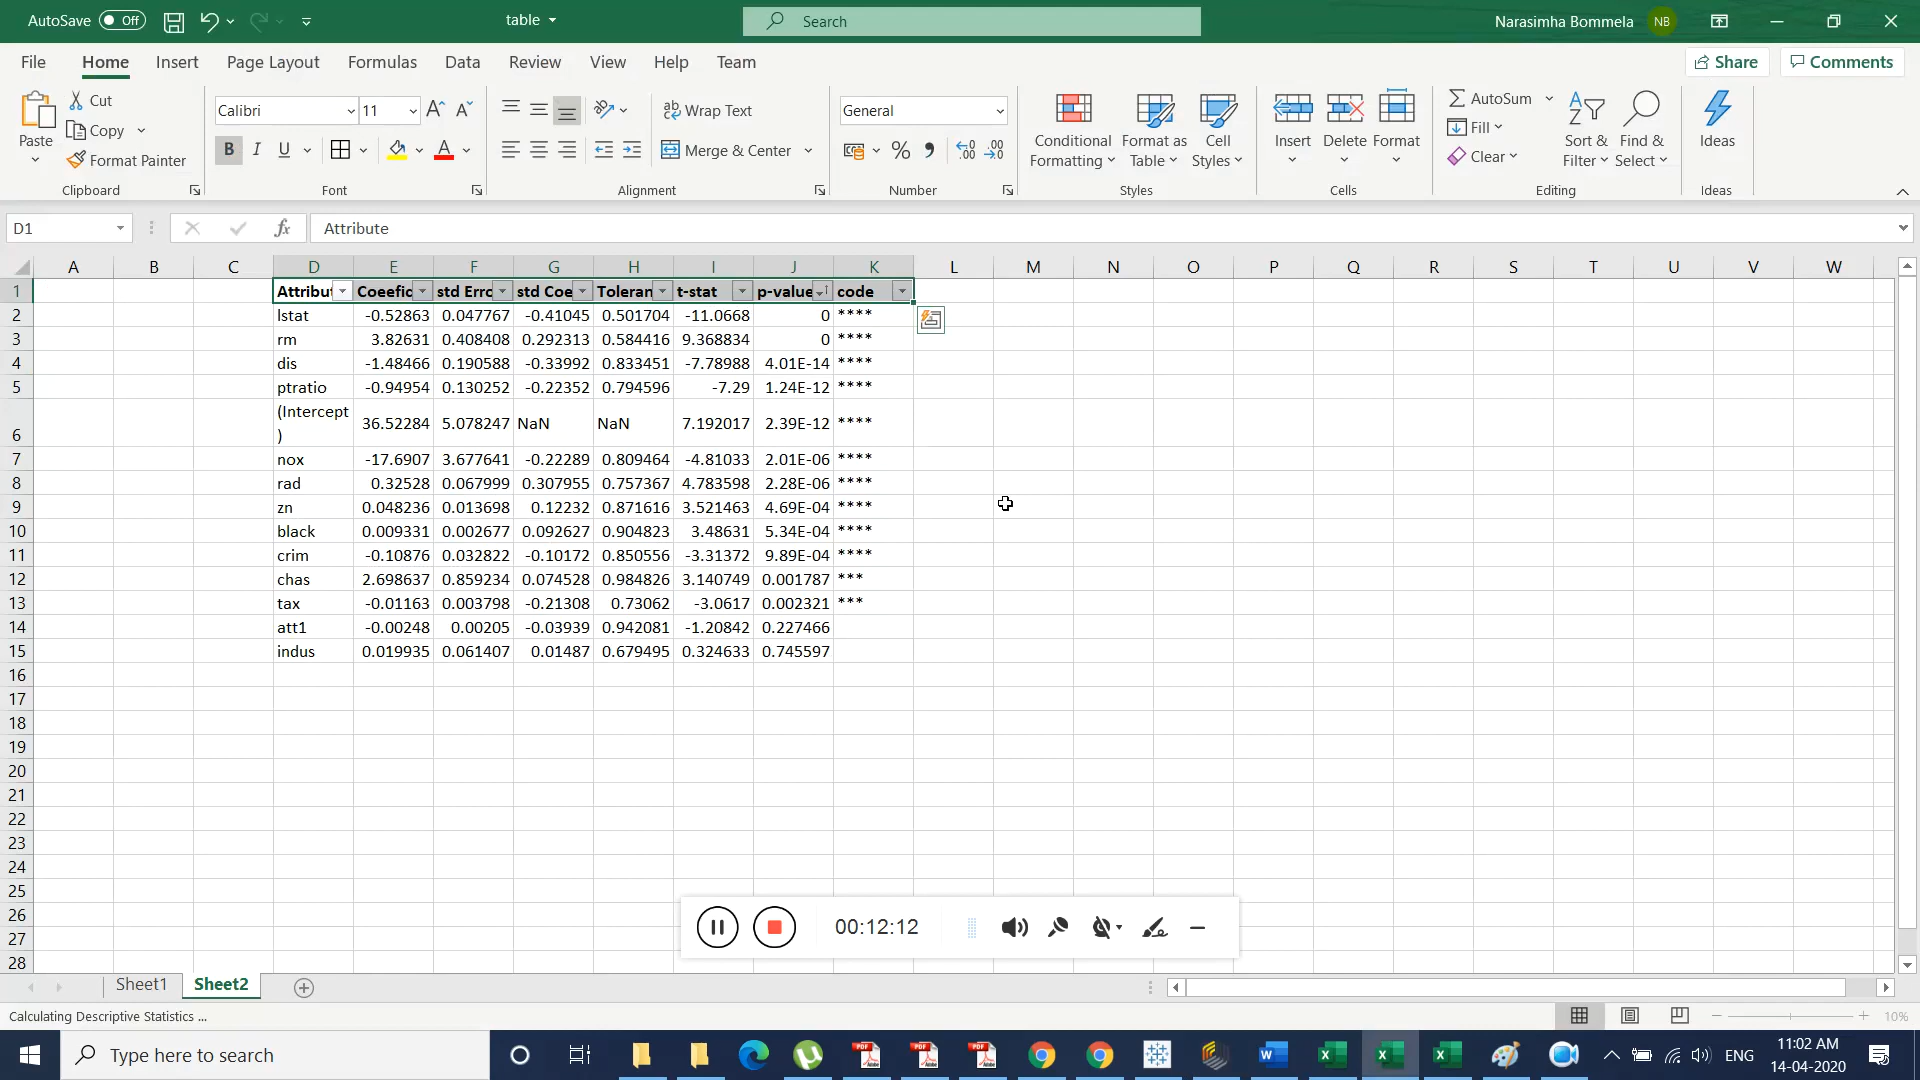 AutoSave Off table Search Narasimha Bommela NB
File Home Insert Page Layout Formulas Data Review View Help Team Share Comments
Paste Cut Copy Format Painter Clipboard
Calibri 11 B I U A Font
Wrap Text Merge & Center Alignment
General % Number
Conditional Formatting Format as Table Cell Styles Styles
Insert Delete Format Cells
AutoSum Fill Clear Sort & Filter Find & Select Editing
Ideas Ideas
D1 fx Attribute
A B C D E F G H I J K L M N O P Q R S T U V W
1 Attribut Coeefic std Erro std Coe Toleran t-stat p-value code
2 lstat -0.52863 0.047767 -0.41045 0.501704 -11.0668 0 ****
3 rm 3.82631 0.408408 0.292313 0.584416 9.368834 0 ****
4 dis -1.48466 0.190588 -0.33992 0.833451 -7.78988 4.01E-14 ****
5 ptratio -0.94954 0.130252 -0.22352 0.794596 -7.29 1.24E-12 ****
6 (Intercept) 36.52284 5.078247 NaN NaN 7.192017 2.39E-12 ****
7 nox -17.6907 3.677641 -0.22289 0.809464 -4.81033 2.01E-06 ****
8 rad 0.32528 0.067999 0.307955 0.757367 4.783598 2.28E-06 ****
9 zn 0.048236 0.013698 0.12232 0.871616 3.521463 4.69E-04 ****
10 black 0.009331 0.002677 0.092627 0.904823 3.48631 5.34E-04 ****
11 crim -0.10876 0.032822 -0.10172 0.850556 -3.31372 9.89E-04 ****
12 chas 2.698637 0.859234 0.074528 0.984826 3.140749 0.001787 ***
13 tax -0.01163 0.003798 -0.21308 0.73062 -3.0617 0.002321 ***
14 att1 -0.00248 0.00205 -0.03939 0.942081 -1.20842 0.227466
15 indus 0.019935 0.061407 0.01487 0.679495 0.324633 0.745597
16
17
18
19
20
21
22
23
24
25
26
27
28
00:12:12
Sheet1 Sheet2
Calculating Descriptive Statistics ... 10%
Type here to search ENG 11:02 AM
14-04-2020